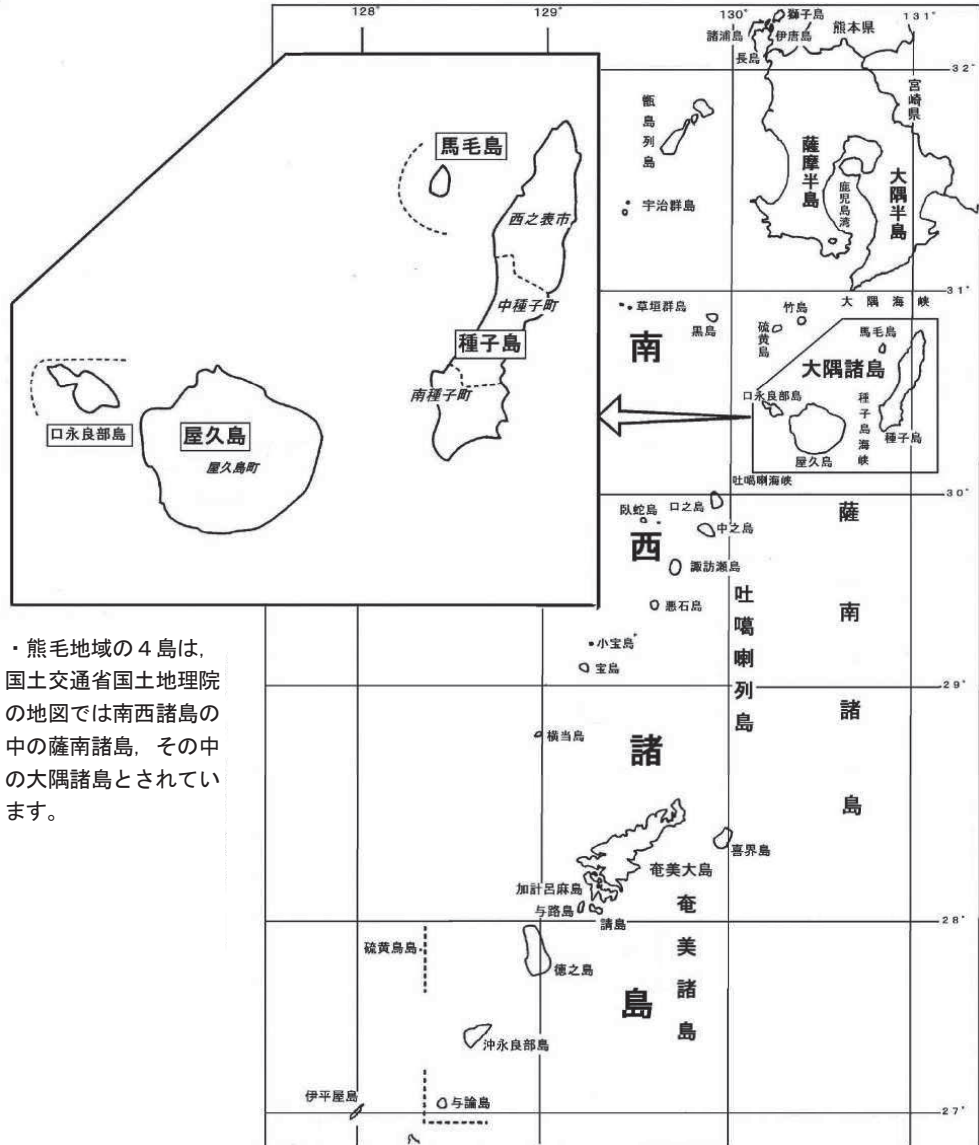 128°
129°
130°
131°
獅子島
諸浦島
伊唐島
長島
熊本県
32°
宮崎県
甑島列島
薩摩半島
鹿児島湾
大隅半島
宇治群島
31°
大隅海峡
草垣群島
黒島
硫黄島
竹島
馬毛島
大隅諸島
口永良部島
屋久島
種子島海峡
種子島
吐噶喇海峡
30°
馬毛島
西之表市
中種子町
種子島
南種子町
口永良部島
屋久島
屋久島町
臥蛇島
口之島
中之島
諏訪瀬島
悪石島
小宝島
宝島
吐噶喇列島
29°
横当島
南西諸島
薩南諸島
・熊毛地域の4島は,
国土交通省国土地理院
の地図では南西諸島の
中の薩南諸島,その中
の大隅諸島とされてい
ます。
奄美大島
喜界島
加計呂麻島
与路島
請島
28°
奄美諸島
硫黄鳥島
徳之島
沖永良部島
伊平屋島
与論島
27°